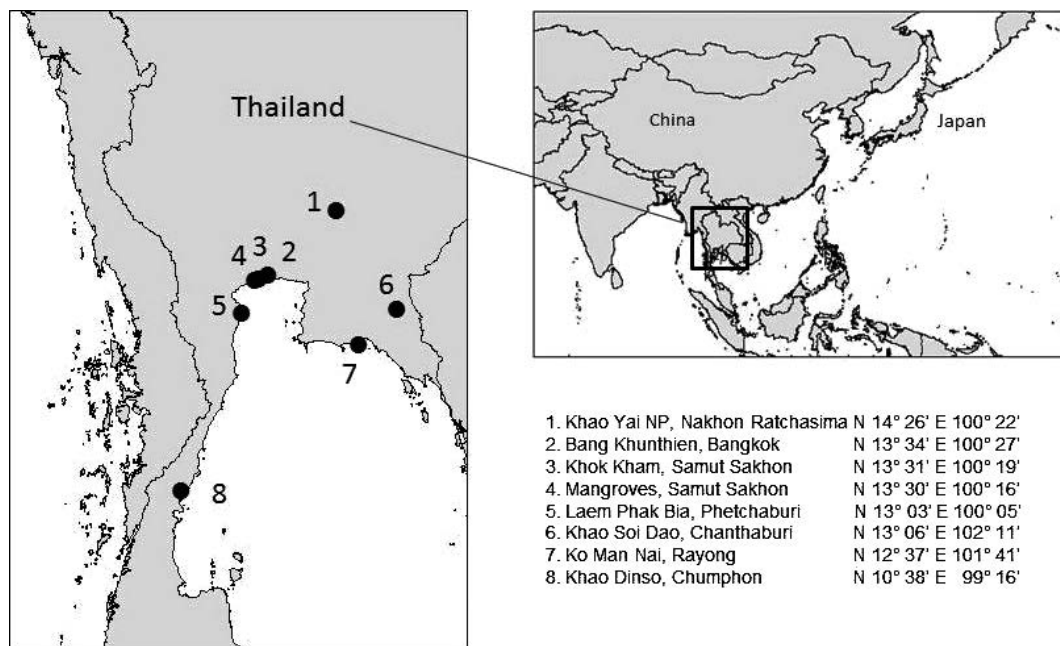 Thailand
1
2
3
4
5
6
7
8
China
Japan
1. Khao Yai NP, Nakhon Ratchasima N 14° 26' E 100° 22'
2. Bang Khunthien, Bangkok N 13° 34' E 100° 27'
3. Khok Kham, Samut Sakhon N 13° 31' E 100° 19'
4. Mangroves, Samut Sakhon N 13° 30' E 100° 16'
5. Laem Phak Bia, Phetchaburi N 13° 03' E 100° 05'
6. Khao Soi Dao, Chanthaburi N 13° 06' E 102° 11'
7. Ko Man Nai, Rayong N 12° 37' E 101° 41'
8. Khao Dinso, Chumphon N 10° 38' E 99° 16'